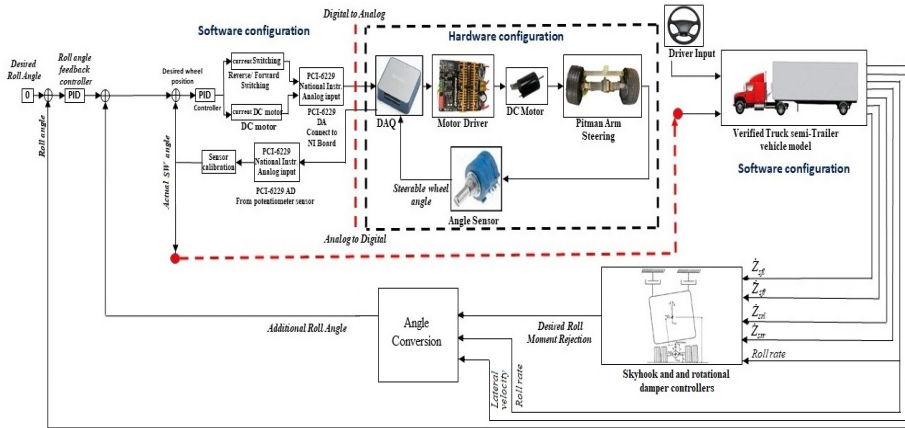 Digital to Analog
Software configuration
Hardware configuration
Driver Input
Desired
Roll Angle
Roll angle
feedback
controller
Desired wheel
position
0
PID
PID
Controller
current Switching
Reverse/ Forward
Switching
current DC motor
DC motor
PCI-6229
National Instr.
Analog input
PCI-6229
DA
Connect to
NI Board
DAQ
Motor Driver
DC Motor
Pitman Arm
Steering
Verified Truck semi-Trailer
vehicle model
Software configuration
Roll angle
Actual SW angle
Sensor
calibration
PCI-6229
National Instr.
Analog input
PCI-6229 AD
From potentiometer sensor
Steerable wheel
angle
Angle Sensor
Analog to Digital
Additional Roll Angle
Angle
Conversion
Desired Roll
Moment Rejection
Skyhook and and rotational
damper controllers
Roll rate
Lateral
velocity
Roll rate